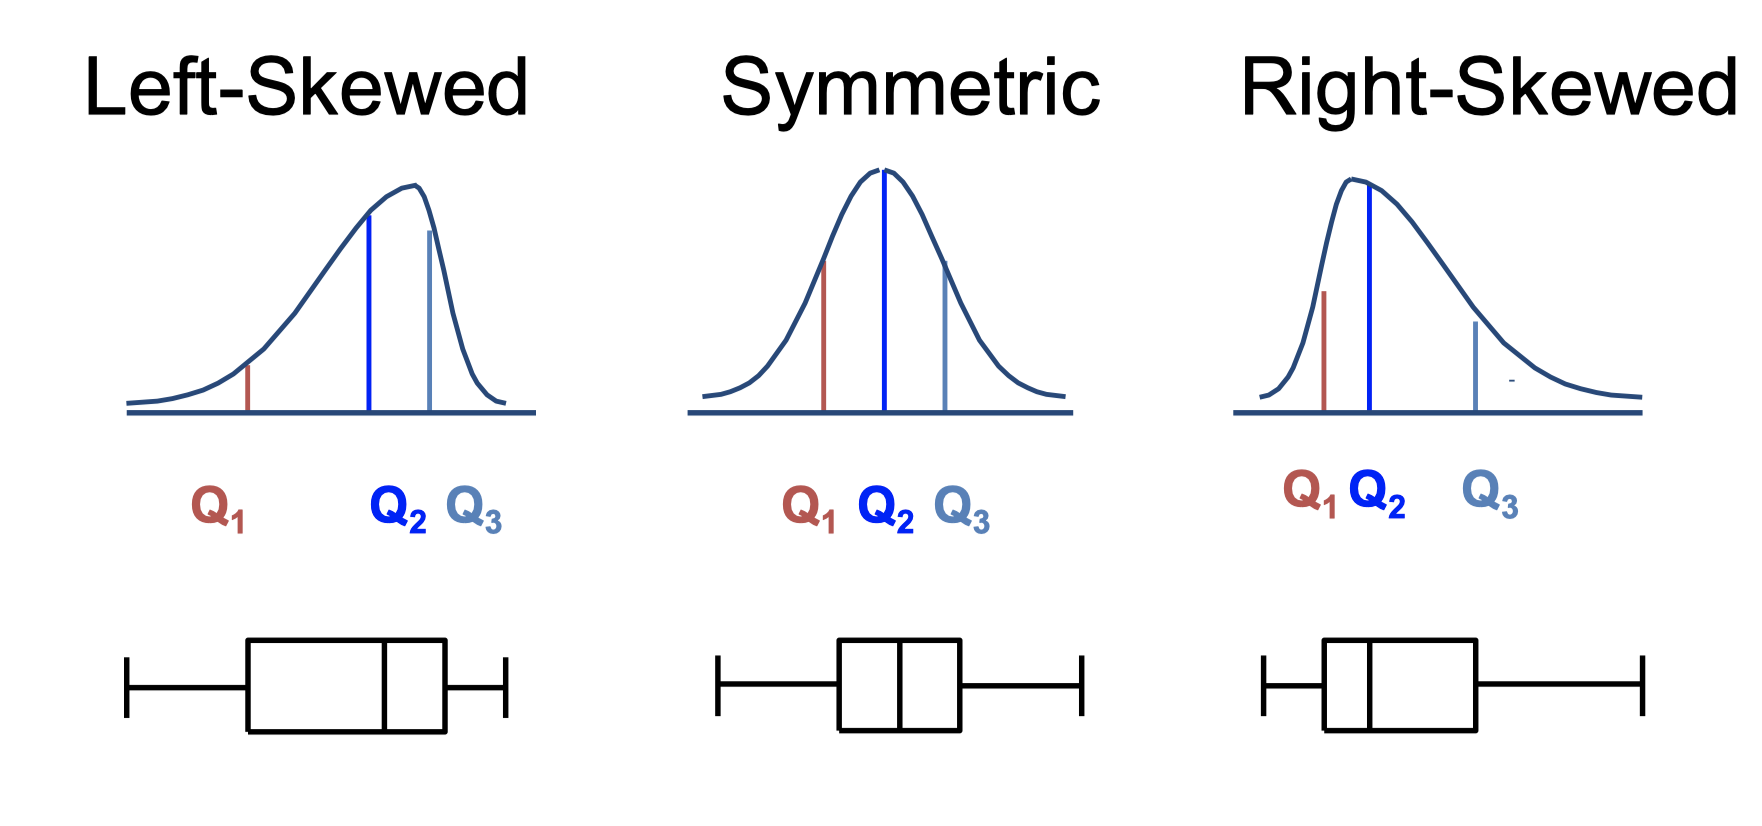 Left-Skewed Symmetric Right-Skewed
Q1 Q2 Q3 Q1 Q2 Q3 Q1 Q2 Q3